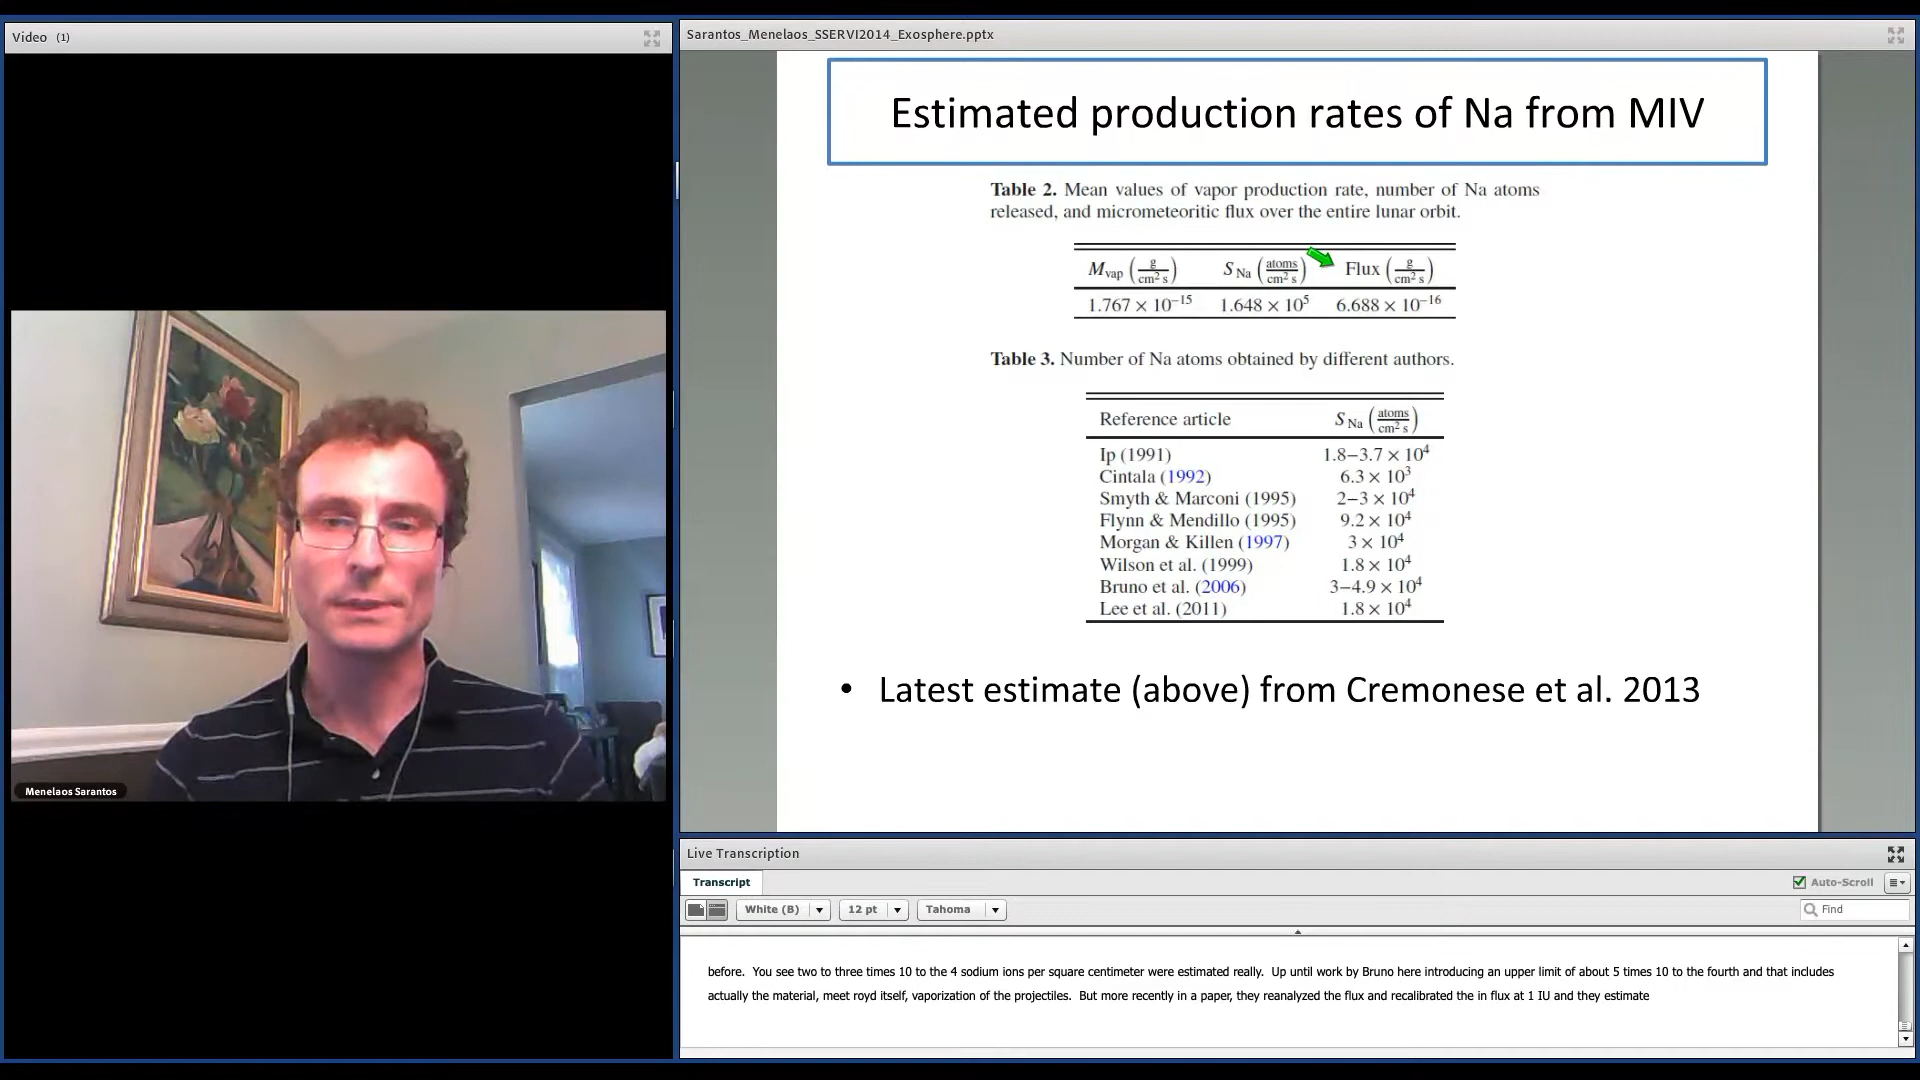 Video (1)
Menelaos Sarantos
Sarantos_Menelaos_SSERVI2014_Exosphere.pptx
Estimated production rates of Na from MIV
Table 2. Mean values of vapor production rate, number of Na atoms
released, and micrometeoritic flux over the entire lunar orbit.
Mvap (g/cm² s) SNa (atoms/cm² s) Flux (g/cm² s)
1.767 × 10⁻¹⁵ 1.648 × 10⁵ 6.688 × 10⁻¹⁶
Table 3. Number of Na atoms obtained by different authors.
Reference article SNa (atoms/cm² s)
Ip (1991) 1.8–3.7 × 10⁴
Cintala (1992) 6.3 × 10³
Smyth & Marconi (1995) 2–3 × 10⁴
Flynn & Mendillo (1995) 9.2 × 10⁴
Morgan & Killen (1997) 3 × 10⁴
Wilson et al. (1999) 1.8 × 10⁴
Bruno et al. (2006) 3–4.9 × 10⁴
Lee et al. (2011) 1.8 × 10⁴
• Latest estimate (above) from Cremonese et al. 2013
Live Transcription
Transcript
Auto-Scroll
White (B) 12 pt Tahoma Find
before. You see two to three times 10 to the 4 sodium ions per square centimeter were estimated really. Up until work by Bruno here introducing an upper limit of about 5 times 10 to the fourth and that includes
actually the material, meet royd itself, vaporization of the projectiles. But more recently in a paper, they reanalyzed the flux and recalibrated the in flux at 1 IU and they estimate